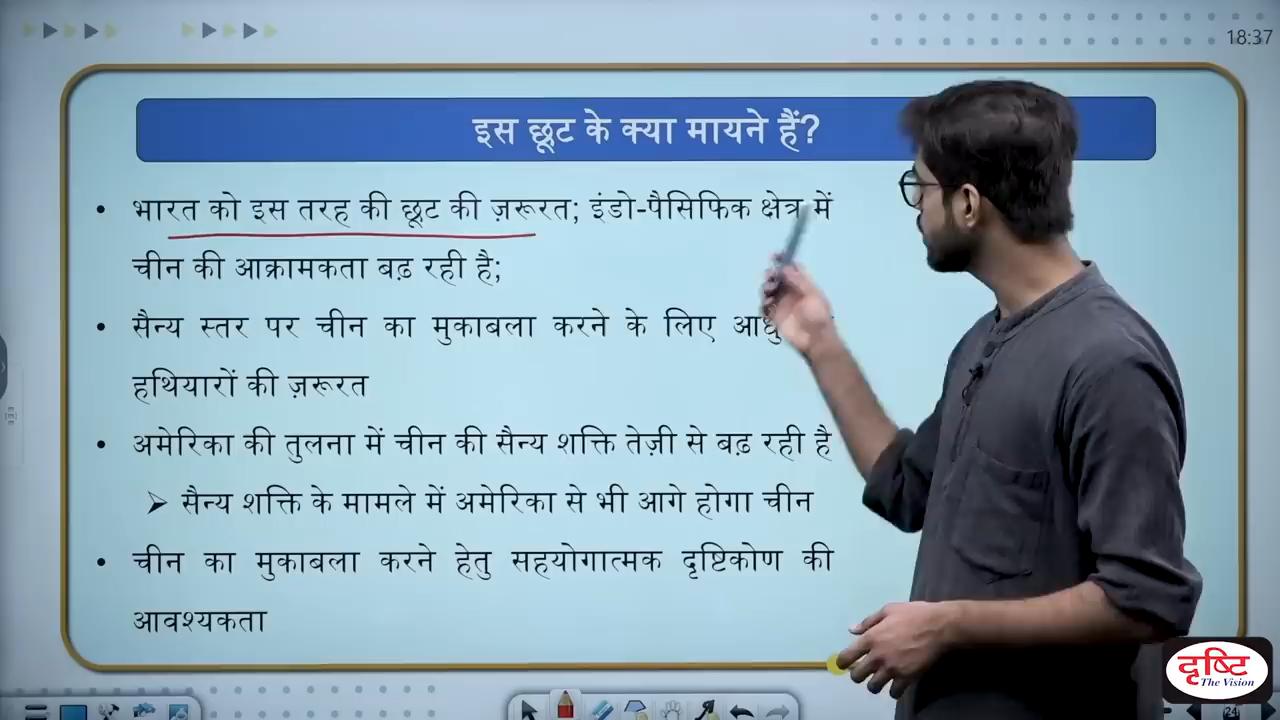 18:37
इस छूट के क्या मायने हैं?
• भारत को इस तरह की छूट की ज़रूरत; इंडो-पैसिफिक क्षेत्र में
चीन की आक्रामकता बढ़ रही है;
• सैन्य स्तर पर चीन का मुकाबला करने के लिए
हथियारों की ज़रूरत
• अमेरिका की तुलना में चीन की सैन्य शक्ति तेज़ी से बढ़ रही है
➢ सैन्य शक्ति के मामले में अमेरिका से भी आगे होगा चीन
• चीन का मुकाबला करने हेतु सहयोगात्मक दृष्टिकोण की
आवश्यकता
दृष्टि
The Vision
24